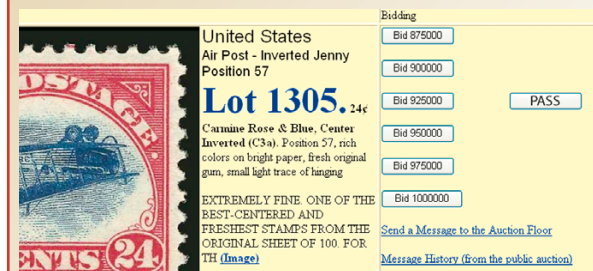 Bidding
United States
Air Post - Inverted Jenny
Position 57
Lot 1305. 24¢
Carmine Rose & Blue, Center
Inverted (C3a). Position 57, rich
colors on bright paper, fresh original
gum, small light trace of hinging
EXTREMELY FINE. ONE OF THE
BEST-CENTERED AND
FRESHEST STAMPS FROM THE
ORIGINAL SHEET OF 100. FOR
TH (Image)
Bid 875000
Bid 900000
Bid 925000
PASS
Bid 950000
Bid 975000
Bid 1000000
Send a Message to the Auction Floor
Message History (from the public auction)
POSTAGE
CENTS 24